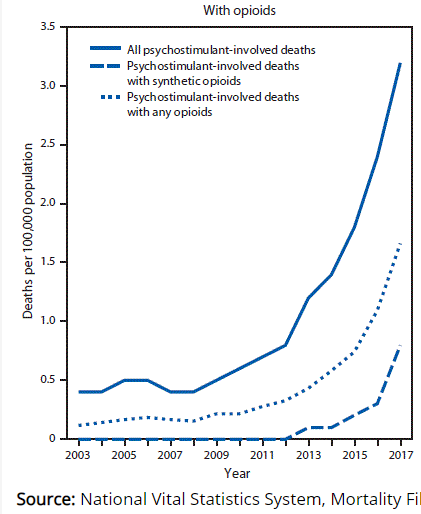 With opioids
3.5
3.0
2.5
2.0
1.5
1.0
0.5
0
Deaths per 100,000 population
All psychostimulant-involved deaths
Psychostimulant-involved deaths
with synthetic opioids
Psychostimulant-involved deaths
with any opioids
2003 2005 2007 2009 2011 2013 2015 2017
Year
Source: National Vital Statistics System, Mortality Fil